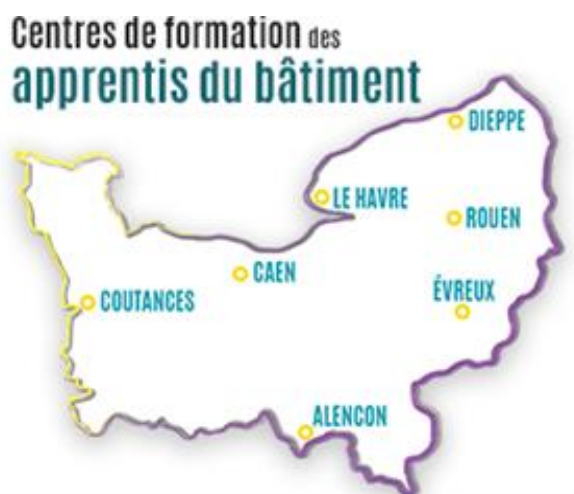 Centres de formation des
apprentis du bâtiment
DIEPPE
LE HAVRE
ROUEN
CAEN
ÉVREUX
COUTANCES
ALENCON